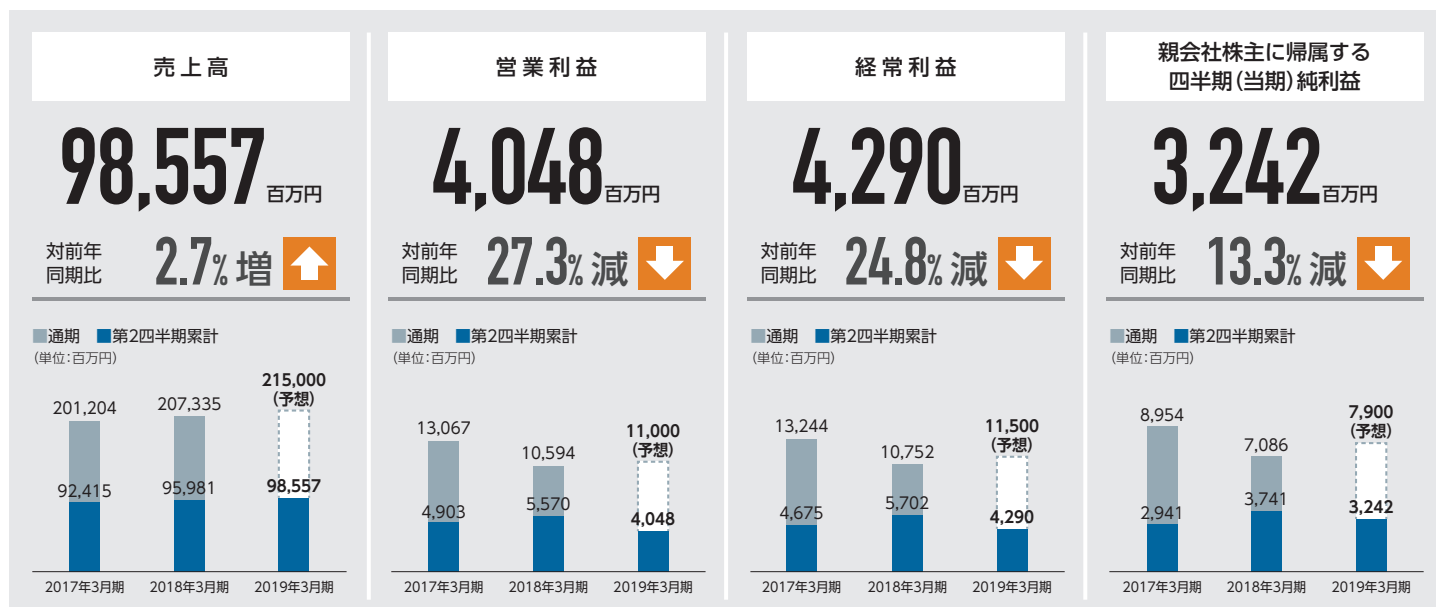 売上高
98,557百万円
対前年
同期比
2.7%増
通期 第2四半期累計
(単位:百万円)
201,204
92,415
207,335
95,981
215,000
(予想)
98,557
2017年3月期 2018年3月期 2019年3月期
営業利益
4,048百万円
対前年
同期比
27.3%減
通期 第2四半期累計
(単位:百万円)
13,067
4,903
10,594
5,570
11,000
(予想)
4,048
2017年3月期 2018年3月期 2019年3月期
経常利益
4,290百万円
対前年
同期比
24.8%減
通期 第2四半期累計
(単位:百万円)
13,244
4,675
10,752
5,702
11,500
(予想)
4,290
2017年3月期 2018年3月期 2019年3月期
親会社株主に帰属する
四半期(当期)純利益
3,242百万円
対前年
同期比
13.3%減
通期 第2四半期累計
(単位:百万円)
8,954
2,941
7,086
3,741
7,900
(予想)
3,242
2017年3月期 2018年3月期 2019年3月期